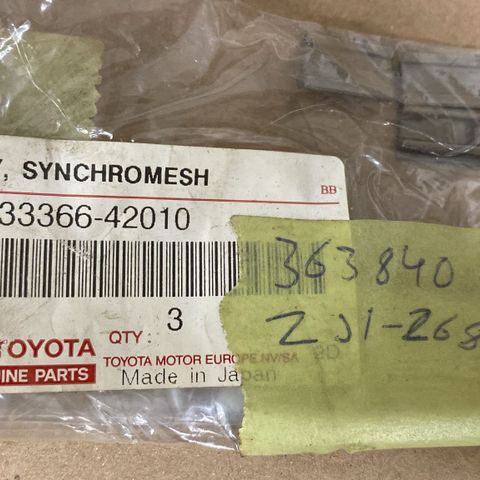 Y, SYNCHROMESH
BB
33366-42010
363840
ZJ1-268
QTY: 3
TOYOTA
TOYOTA MOTOR EUROPE NV/SA
INE PARTS
Made in Japan